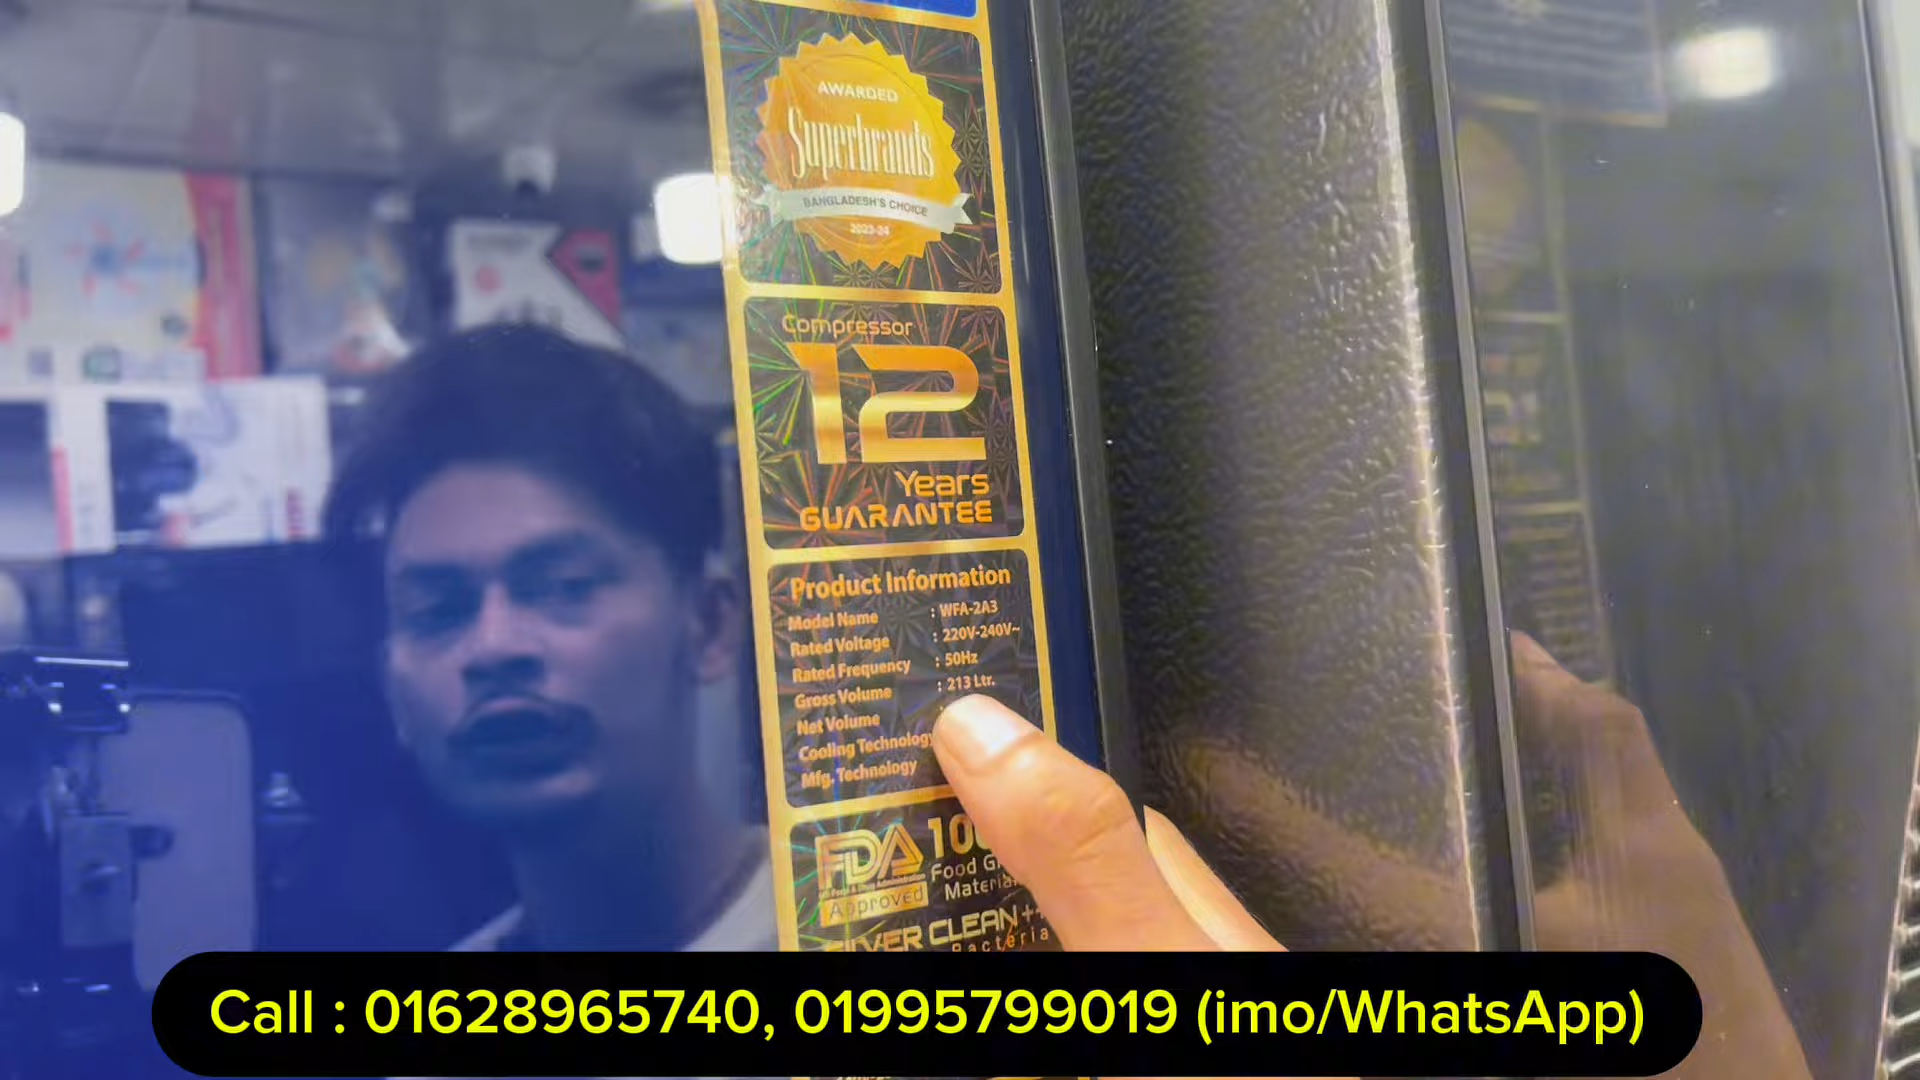 AWARDED
Superbrands
BANGLADESH'S CHOICE
2023-24
Compressor
12
Years
GUARANTEE
Product Information
Model Name : WFA-2A3
Rated Voltage : 220V-240V~
Rated Frequency : 50Hz
Gross Volume : 213 Ltr.
Net Volume :
Cooling Technology
Mfg. Technology
FDA
Approved
Food
SILVER CLEAN++
Bacteria
Call : 01628965740, 01995799019 (imo/WhatsApp)